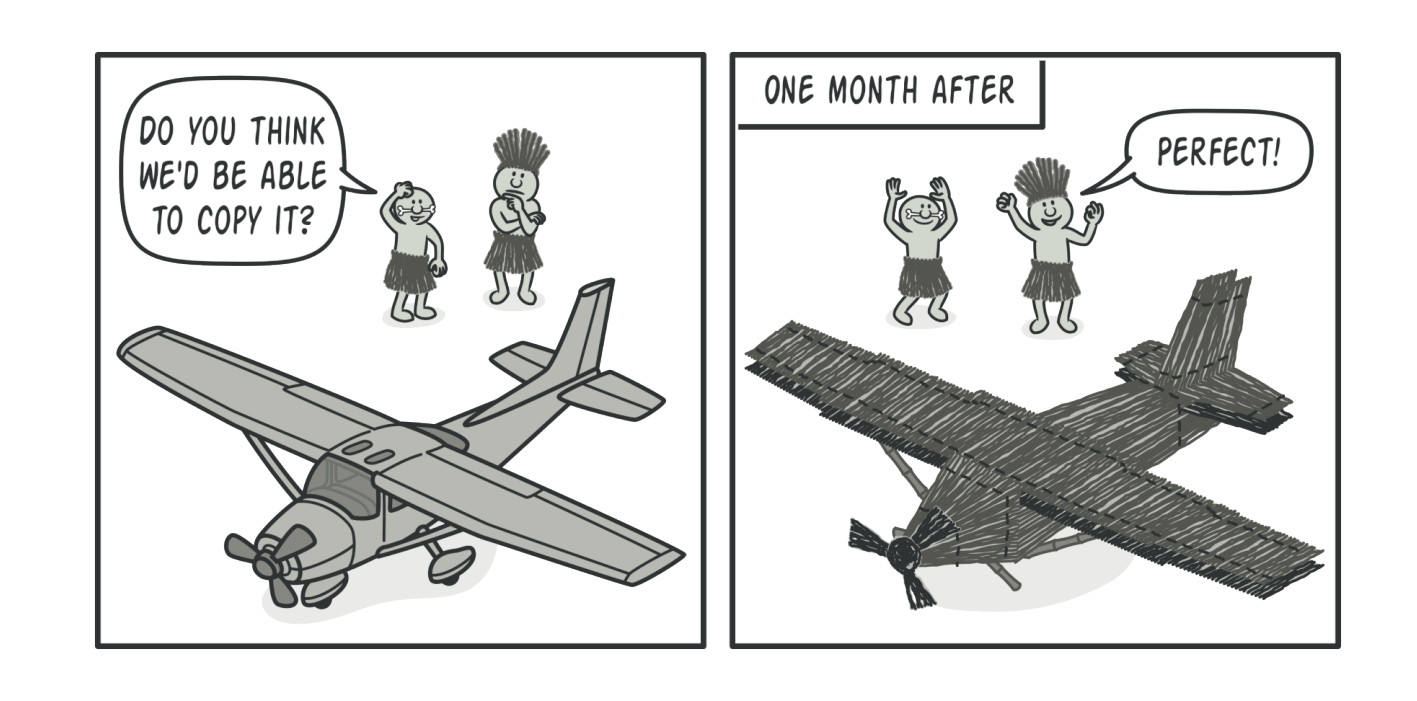 DO YOU THINK
WE'D BE ABLE
TO COPY IT?
ONE MONTH AFTER
PERFECT!